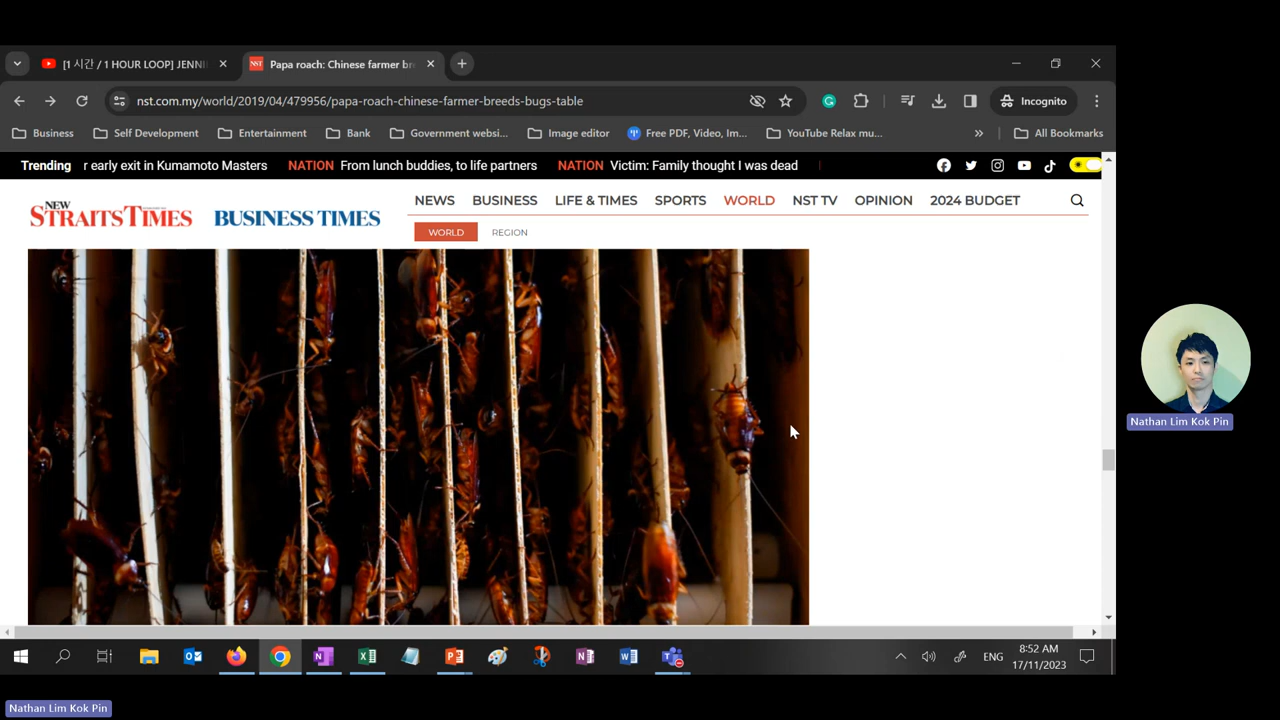 [1 시간 / 1 HOUR LOOP] JENNI
Papa roach: Chinese farmer bre
nst.com.my/world/2019/04/479956/papa-roach-chinese-farmer-breeds-bugs-table
Incognito
Business
Self Development
Entertainment
Bank
Government websi...
Image editor
Free PDF, Video, Im...
YouTube Relax mu...
»
All Bookmarks
Trending
r early exit in Kumamoto Masters
NATION From lunch buddies, to life partners
NATION Victim: Family thought I was dead
NEW
STRAITS TIMES
BUSINESS TIMES
NEWS
BUSINESS
LIFE & TIMES
SPORTS
WORLD
NST TV
OPINION
2024 BUDGET
WORLD
REGION
Nathan Lim Kok Pin
ENG
8:52 AM
17/11/2023
Nathan Lim Kok Pin